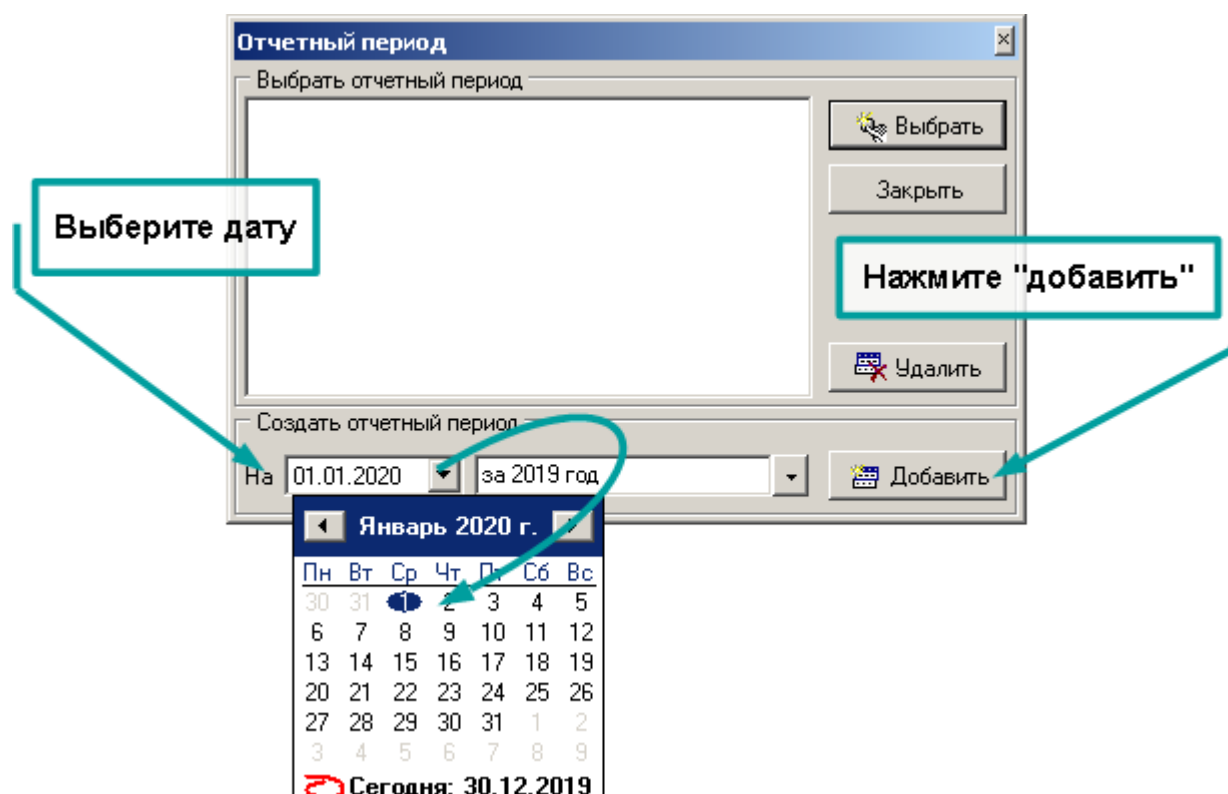 Отчетный период
Выбрать отчетный период
Выбрать
Закрыть
Выберите дату
Нажмите "добавить"
Удалить
Создать отчетный период
На 01.01.2020 за 2019 год Добавить
Январь 2020 г.
Пн Вт Ср Чт Пт Сб Вс
30 31 1 2 3 4 5
6 7 8 9 10 11 12
13 14 15 16 17 18 19
20 21 22 23 24 25 26
27 28 29 30 31 1 2
3 4 5 6 7 8 9
Сегодня: 30.12.2019